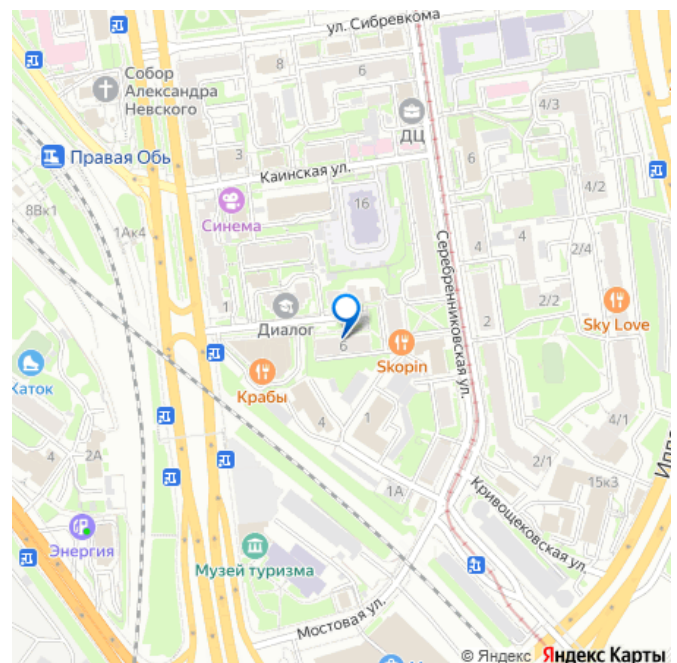 ул. Сибревкома
Собор
Александра
Невского
8
6
4/3
ДЦ
3
Правая Обь
Каинская ул.
6
4/2
8Вк1
Синема
16
1Ак4
4
4
2/4
Серебренниковская ул.
1
Диалог
2/2
2
Sky Love
6
Skopin
Каток
Крабы
4
1
4/1
4
2А
2/1
15к3
Иппо
1А
Кривощековская ул.
Энергия
Музей туризма
Мостовая ул.
© Яндекс Яндекс Карты